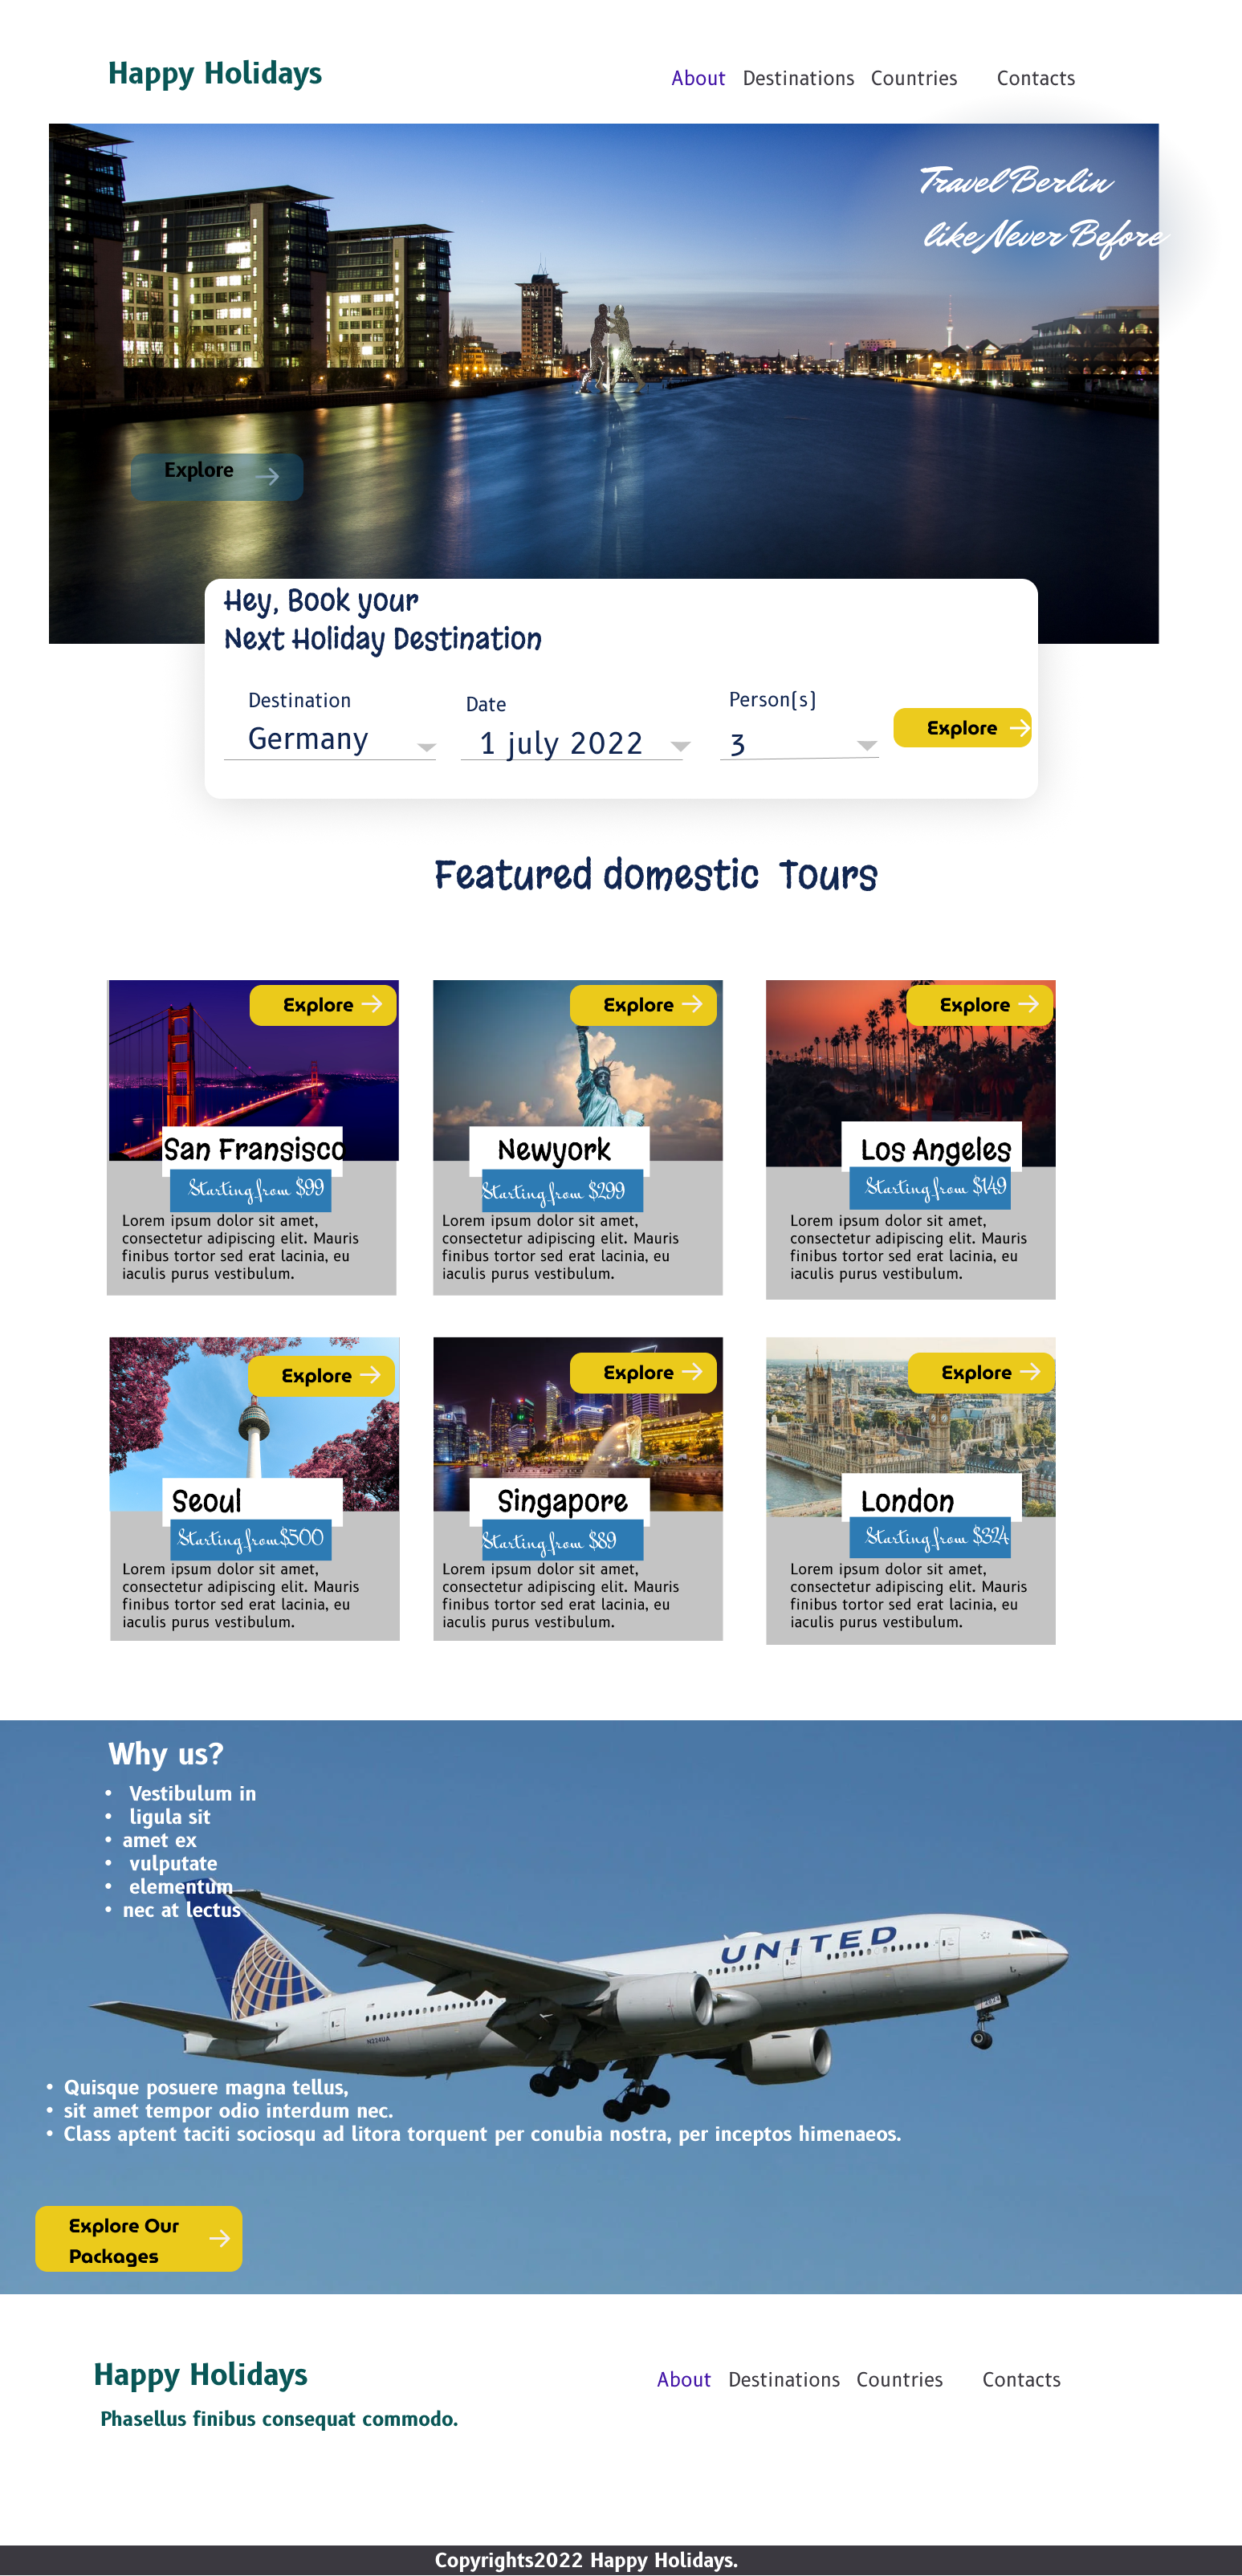 Happy Holidays
About Destinations Countries Contacts
Travel Berlin
like Never Before
Explore
Hey, Book your
Next Holiday Destination
Destination Date Person(s)
Germany 1 july 2022 3
Explore
Featured domestic Tours
Explore
San Fransisco
Starting from $99
Lorem ipsum dolor sit amet,
consectetur adipiscing elit. Mauris
finibus tortor sed erat lacinia, eu
iaculis purus vestibulum.
Explore
Newyork
Starting from $299
Lorem ipsum dolor sit amet,
consectetur adipiscing elit. Mauris
finibus tortor sed erat lacinia, eu
iaculis purus vestibulum.
Explore
Los Angeles
Starting from $149
Lorem ipsum dolor sit amet,
consectetur adipiscing elit. Mauris
finibus tortor sed erat lacinia, eu
iaculis purus vestibulum.
Explore
Seoul
Starting from$500
Lorem ipsum dolor sit amet,
consectetur adipiscing elit. Mauris
finibus tortor sed erat lacinia, eu
iaculis purus vestibulum.
Explore
Singapore
Starting from $89
Lorem ipsum dolor sit amet,
consectetur adipiscing elit. Mauris
finibus tortor sed erat lacinia, eu
iaculis purus vestibulum.
Explore
London
Starting from $324
Lorem ipsum dolor sit amet,
consectetur adipiscing elit. Mauris
finibus tortor sed erat lacinia, eu
iaculis purus vestibulum.
Why us?
• Vestibulum in
• ligula sit
• amet ex
• vulputate
• elementum
• nec at lectus
UNITED
• Quisque posuere magna tellus,
• sit amet tempor odio interdum nec.
• Class aptent taciti sociosqu ad litora torquent per conubia nostra, per inceptos himenaeos.
Explore Our
Packages
Happy Holidays
About Destinations Countries Contacts
Phasellus finibus consequat commodo.
Copyrights2022 Happy Holidays.